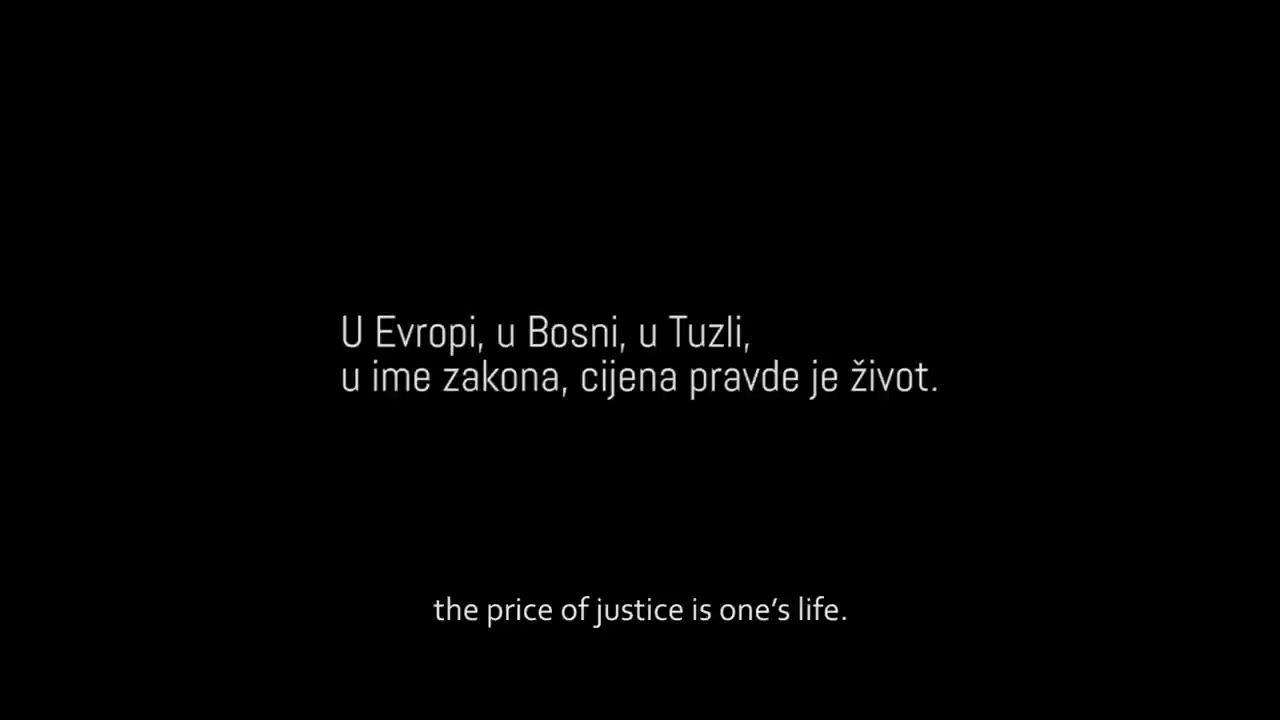 U Evropi, u Bosni, u Tuzli,
u ime zakona, cijena pravde je život.
the price of justice is one’s life.